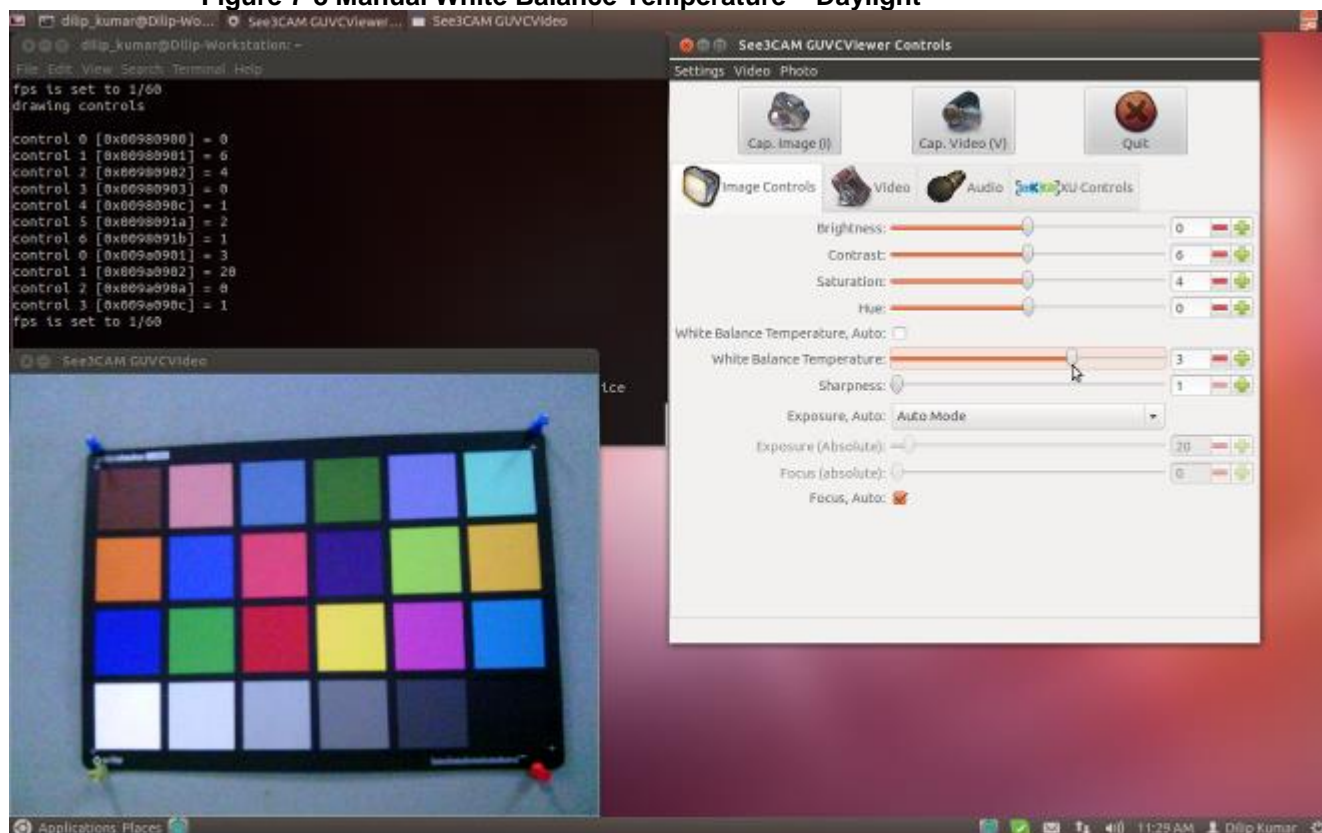 Figure 7-8 Manual White Balance Temperature – Daylight
dilip_kumar@Dilip-Wo... See3CAM GUVCViewer... See3CAM GUVCVideo
dilip_kumar@Dilip-Workstation: ~
File Edit View Search Terminal Help
fps is set to 1/60
drawing controls
control 0 [0x00980900] = 0
control 1 [0x00980901] = 6
control 2 [0x00980902] = 4
control 3 [0x00980903] = 0
control 4 [0x0098090c] = 1
control 5 [0x0098091a] = 2
control 6 [0x0098091b] = 1
control 0 [0x009a0901] = 3
control 1 [0x009a0902] = 20
control 2 [0x009a090a] = 0
control 3 [0x009a090c] = 1
fps is set to 1/60
ice
See3CAM GUVCVideo
See3CAM GUVCViewer Controls
Settings Video Photo
Cap. Image (I) Cap. Video (V) Quit
Image Controls Video Audio XU Controls
Brightness: 0
Contrast: 6
Saturation: 4
Hue: 0
White Balance Temperature, Auto:
White Balance Temperature: 3
Sharpness: 1
Exposure, Auto: Auto Mode
Exposure (Absolute): 20
Focus (absolute): 0
Focus, Auto:
Applications Places 11:29 AM Dilip Kumar